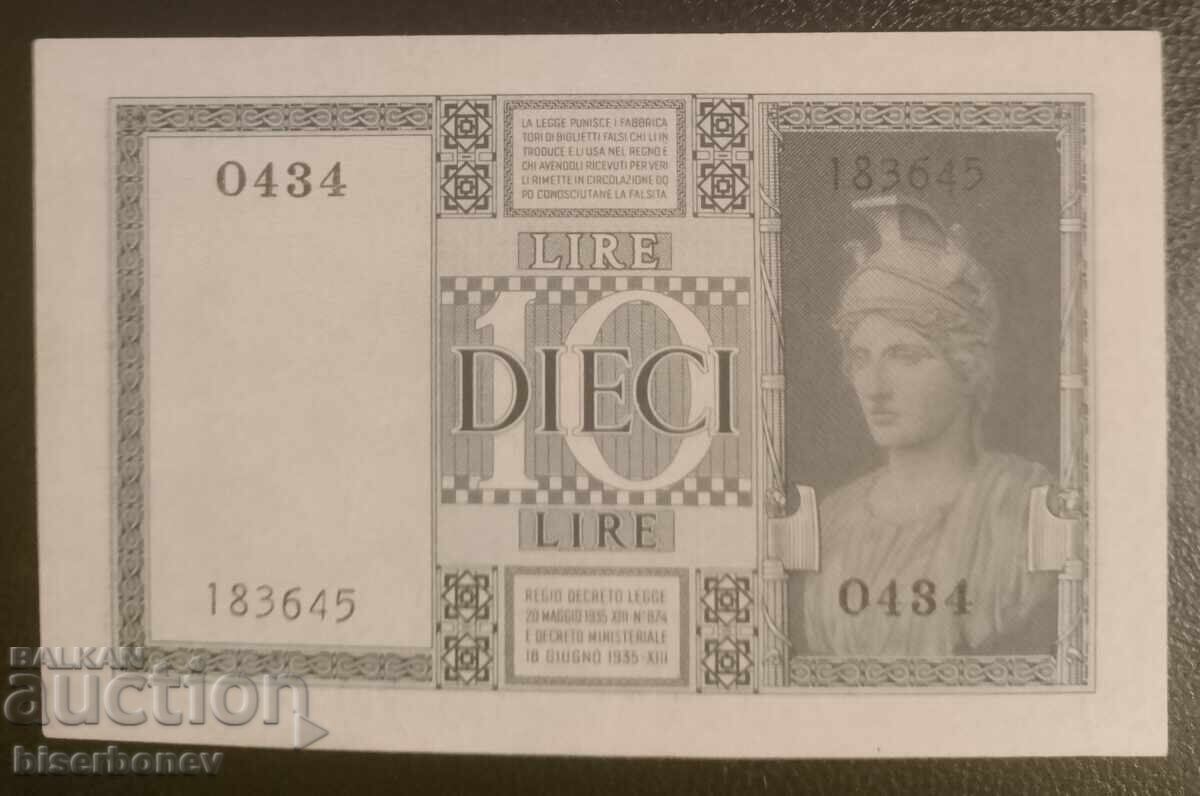 0434
183645
LA LEGGE PUNISCE I FABBRICA
TORI DI BIGLIETTI FALSI CHI LI IN
TRODUCE E LI USA NEL REGNO E
CHI AVENDOLI RICEVUTI PER VERI
LI RIMETTE IN CIRCOLAZIONE DO
PO CONOSCIUTANE LA FALSITA
LIRE
10
DIECI
LIRE
REGIO DECRETO LEGGE
20 MAGGIO 1935 XIII Nº 874
E DECRETO MINISTERIALE
18 GIUGNO 1935-XIII
183645
0434
BALKAN
auction
biserbonev